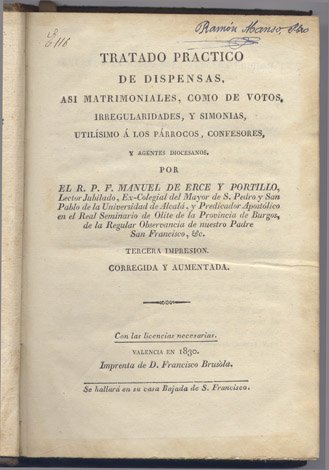 Ramón Manso
E 116
TRATADO PRACTICO
DE DISPENSAS,
ASI MATRIMONIALES, COMO DE VOTOS,
IRREGULARIDADES, Y SIMONIAS,
UTILÍSIMO Á LOS PÁRROCOS, CONFESORES,
Y AGENTES DIOCESANOS.
POR
EL R. P. F. MANUEL DE ERCE Y PORTILLO,
Lector Jubilado, Ex-Colegial del Mayor de S. Pedro y San
Pablo de la Universidad de Alcalá, y Predicador Apostólico
en el Real Seminario de Olite de la Provincia de Burgos,
de la Regular Observancia de nuestro Padre
San Francisco, &c.
TERCERA IMPRESION.
CORREGIDA Y AUMENTADA.
Con las licencias necesarias.
VALENCIA EN 1830.
Imprenta de D. Francisco Brusòla.
Se hallará en su casa Bajada de S. Francisco.